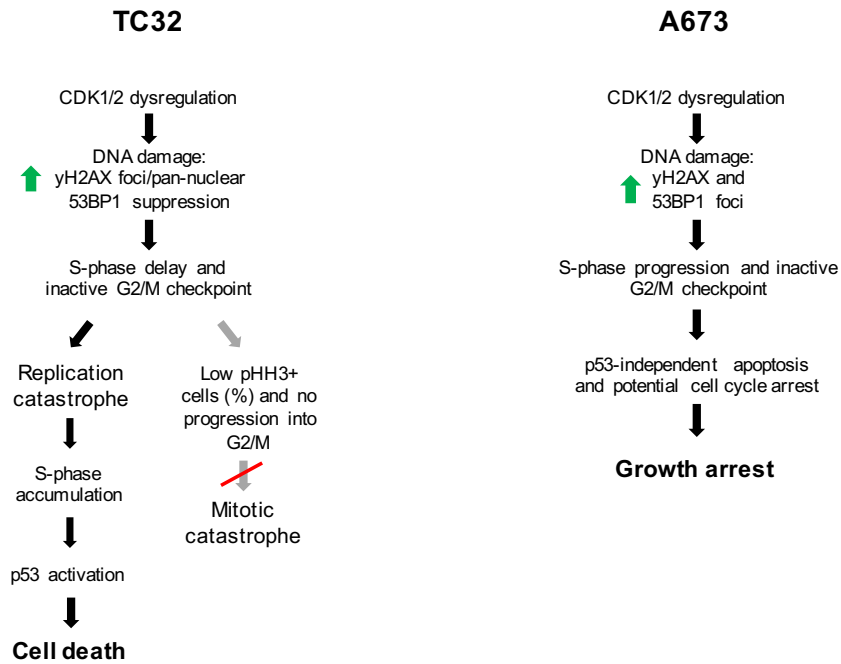 TC32
CDK1/2 dysregulation
DNA damage:
yH2AX foci/pan-nuclear
53BP1 suppression
S-phase delay and
inactive G2/M checkpoint
Replication
catastrophe
S-phase
accumulation
p53 activation
Cell death
Low pHH3+
cells (%) and no
progression into
G2/M
Mitotic
catastrophe
A673
CDK1/2 dysregulation
DNA damage:
yH2AX and
53BP1 foci
S-phase progression and inactive
G2/M checkpoint
p53-independent apoptosis
and potential cell cycle arrest
Growth arrest